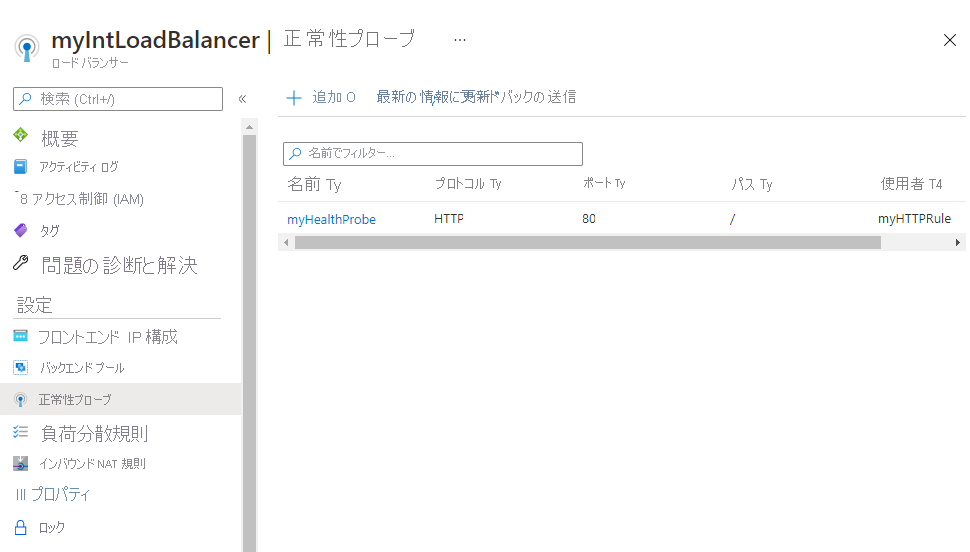 myIntLoadBalancer | 正常性プローブ ...
ロード バランサー
検索 (Ctrl+/) «
追加 O 最新の情報に更新ドバックの送信
概要
アクティビティ ログ
8 アクセス制御 (IAM)
タグ
問題の診断と解決
設定
フロントエンド IP 構成
バックエンド プール
正常性プローブ
負荷分散規則
インバウンド NAT 規則
プロパティ
ロック
名前でフィルター...
名前 Ty プロトコル Ty ポート Ty パス Ty 使用者 T4
myHealthProbe HTTP 80 / myHTTPRule